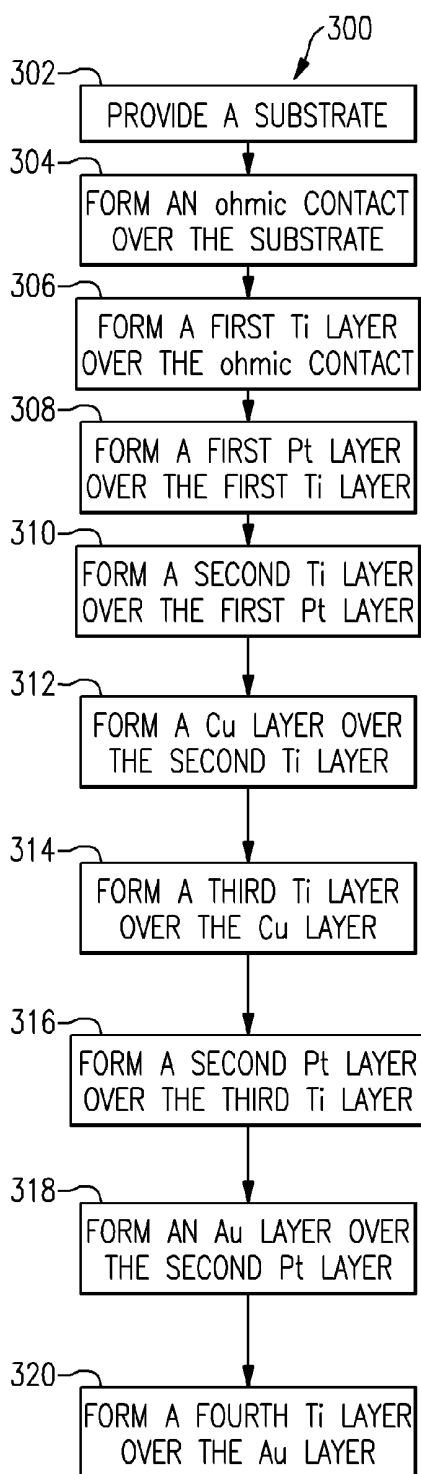 300
302
PROVIDE A SUBSTRATE
304
FORM AN ohmic CONTACT
OVER THE SUBSTRATE
306
FORM A FIRST Ti LAYER
OVER THE ohmic CONTACT
308
FORM A FIRST Pt LAYER
OVER THE FIRST Ti LAYER
310
FORM A SECOND Ti LAYER
OVER THE FIRST Pt LAYER
312
FORM A Cu LAYER OVER
THE SECOND Ti LAYER
314
FORM A THIRD Ti LAYER
OVER THE Cu LAYER
316
FORM A SECOND Pt LAYER
OVER THE THIRD Ti LAYER
318
FORM AN Au LAYER OVER
THE SECOND Pt LAYER
320
FORM A FOURTH Ti LAYER
OVER THE Au LAYER